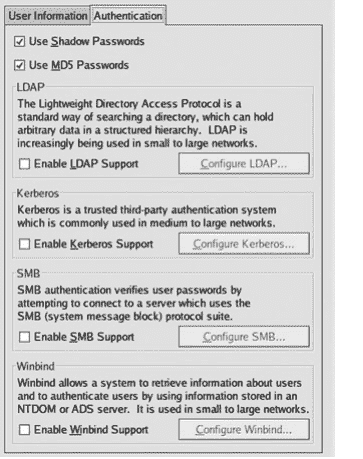 User Information Authentication
Use Shadow Passwords
Use MD5 Passwords
LDAP
The Lightweight Directory Access Protocol is a
standard way of searching a directory, which can hold
arbitrary data in a structured hierarchy. LDAP is
increasingly being used in small to large networks.
Enable LDAP Support Configure LDAP...
Kerberos
Kerberos is a trusted third-party authentication system
which is commonly used in medium to large networks.
Enable Kerberos Support Configure Kerberos...
SMB
SMB authentication verifies user passwords by
attempting to connect to a server which uses the
SMB (system message block) protocol suite.
Enable SMB Support Configure SMB...
Winbind
Winbind allows a system to retrieve information about users
and to authenticate users by using information stored in an
NTDOM or ADS server. It is used in small to large networks.
Enable Winbind Support Configure Winbind...